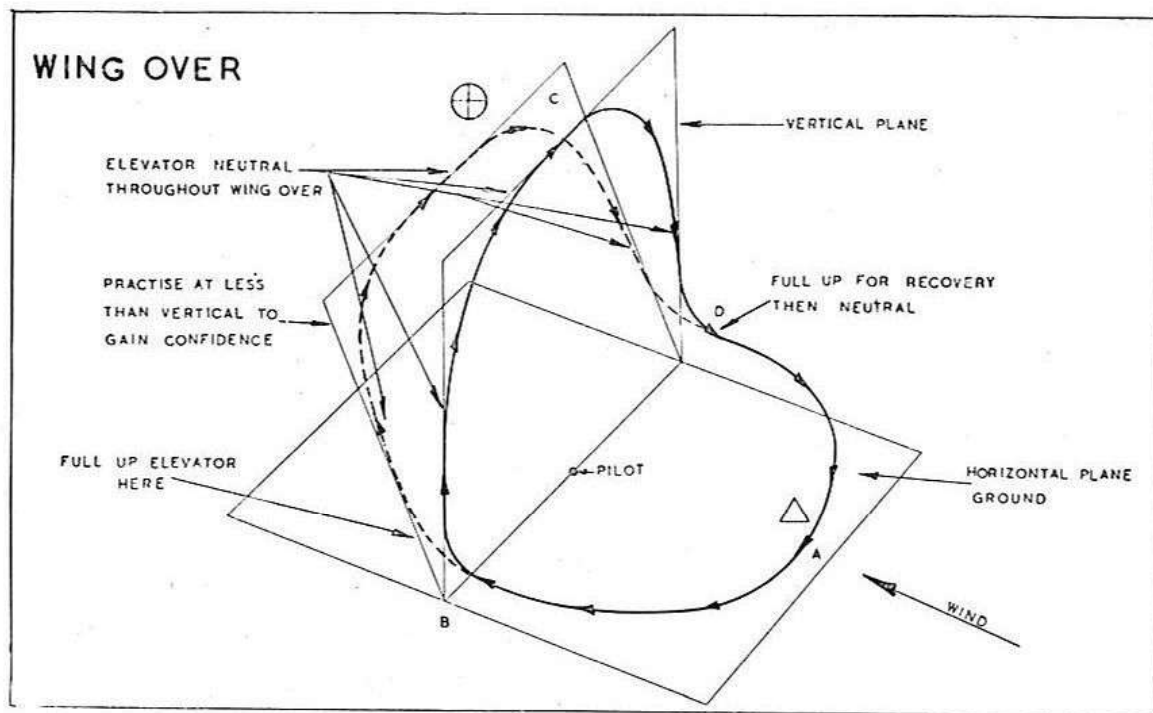 WING OVER
C
VERTICAL PLANE
ELEVATOR NEUTRAL
THROUGHOUT WING OVER
PRACTISE AT LESS
THAN VERTICAL TO
GAIN CONFIDENCE
D
FULL UP FOR RECOVERY
THEN NEUTRAL
FULL UP ELEVATOR
HERE
PILOT
HORIZONTAL PLANE
GROUND
A
B
WIND